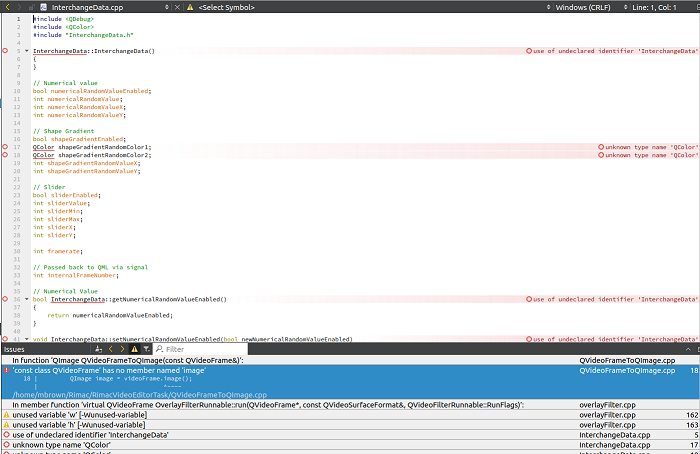 InterchangeData.cpp <Select Symbol> Windows (CRLF) Line: 1, Col: 1
1 #include <QDebug>
2 #include <QColor>
3 #include "InterchangeData.h"
4
5 InterchangeData::InterchangeData() use of undeclared identifier 'InterchangeData'
6 {
7 }
8
9 // Numerical value
10 bool numericalRandomValueEnabled;
11 int numericalRandomValue;
12 int numericalRandomValueX;
13 int numericalRandomValueY;
14
15 // Shape Gradient
16 bool shapeGradientEnabled;
17 QColor shapeGradientRandomColor1; unknown type name 'QColor'
18 QColor shapeGradientRandomColor2; unknown type name 'QColor'
19 int shapeGradientRandomValueX;
20 int shapeGradientRandomValueY;
21
22 // Slider
23 bool sliderEnabled;
24 int sliderValue;
25 int sliderMin;
26 int sliderMax;
27 int sliderX;
28 int sliderY;
29
30 int framerate;
31
32 // Passed back to QML via signal
33 int internalFrameNumber;
34
35 // Numerical Value
36 bool InterchangeData::getNumericalRandomValueEnabled() use of undeclared identifier 'InterchangeData'
37 {
38 return numericalRandomValueEnabled;
39 }
40
41 void InterchangeData::setNumericalRandomValueEnabled(bool newNumericalRandomValueEnabled) use of undeclared identifier 'InterchangeData'
Issues Filter
In function 'QImage QVideoFrameToQImage(const QVideoFrame&)': QVideoFrameToQImage.cpp
'const class QVideoFrame' has no member named 'image' QVideoFrameToQImage.cpp 18
18 | QImage image = videoFrame.image();
| ^~~~~
/home/mbrown/Rimac/RimacVideoEditorTask/QVideoFrameToQImage.cpp
In member function 'virtual QVideoFrame OverlayFilterRunnable::run(QVideoFrame*, const QVideoSurfaceFormat&, QVideoFilterRunnable::RunFlags)': overlayFilter.cpp
unused variable 'w' [-Wunused-variable] overlayFilter.cpp 162
unused variable 'h' [-Wunused-variable] overlayFilter.cpp 163
use of undeclared identifier 'InterchangeData' InterchangeData.cpp 5
unknown type name 'QColor' InterchangeData.cpp 17